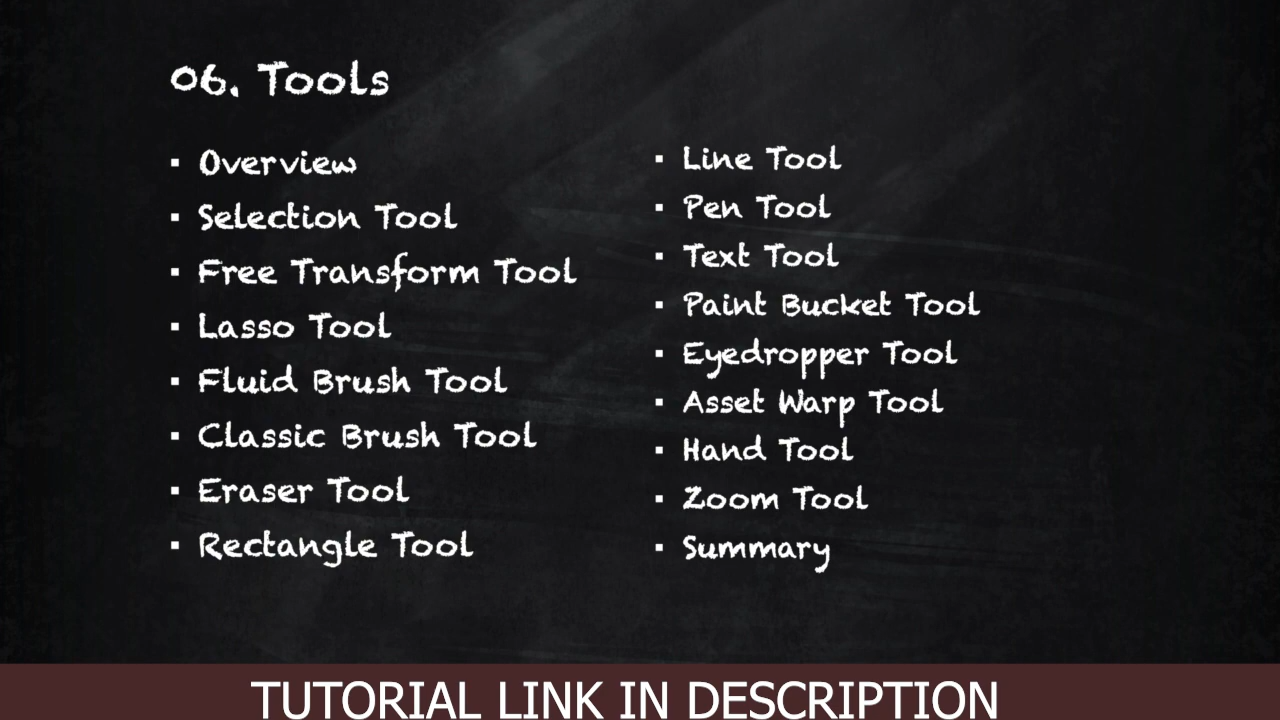 06. Tools
▪ Overview
▪ Selection Tool
▪ Free Transform Tool
▪ Lasso Tool
▪ Fluid Brush Tool
▪ Classic Brush Tool
▪ Eraser Tool
▪ Rectangle Tool
▪ Line Tool
▪ Pen Tool
▪ Text Tool
▪ Paint Bucket Tool
▪ Eyedropper Tool
▪ Asset Warp Tool
▪ Hand Tool
▪ Zoom Tool
▪ Summary
TUTORIAL LINK IN DESCRIPTION